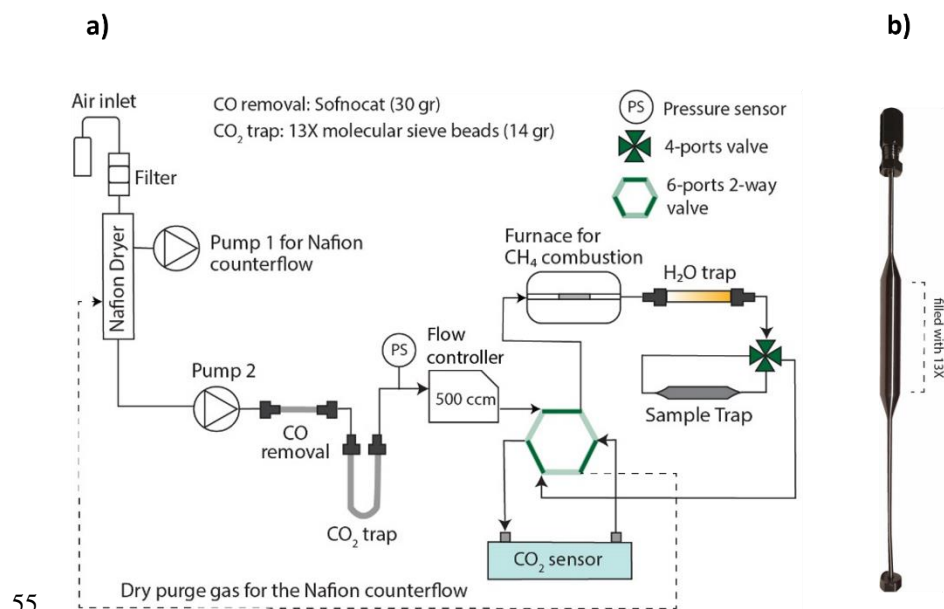 a)
b)
Air inlet
CO removal: Sofnocat (30 gr)
CO₂ trap: 13X molecular sieve beads (14 gr)
PS
Pressure sensor
4-ports valve
6-ports 2-way
valve
Filter
Nafion Dryer
Pump 1 for Nafion
counterflow
Furnace for
CH₄ combustion
H₂O trap
Pump 2
PS
Flow
controller
500 ccm
CO
removal
CO₂ trap
Sample Trap
CO₂ sensor
Dry purge gas for the Nafion counterflow
filled with 13X
55